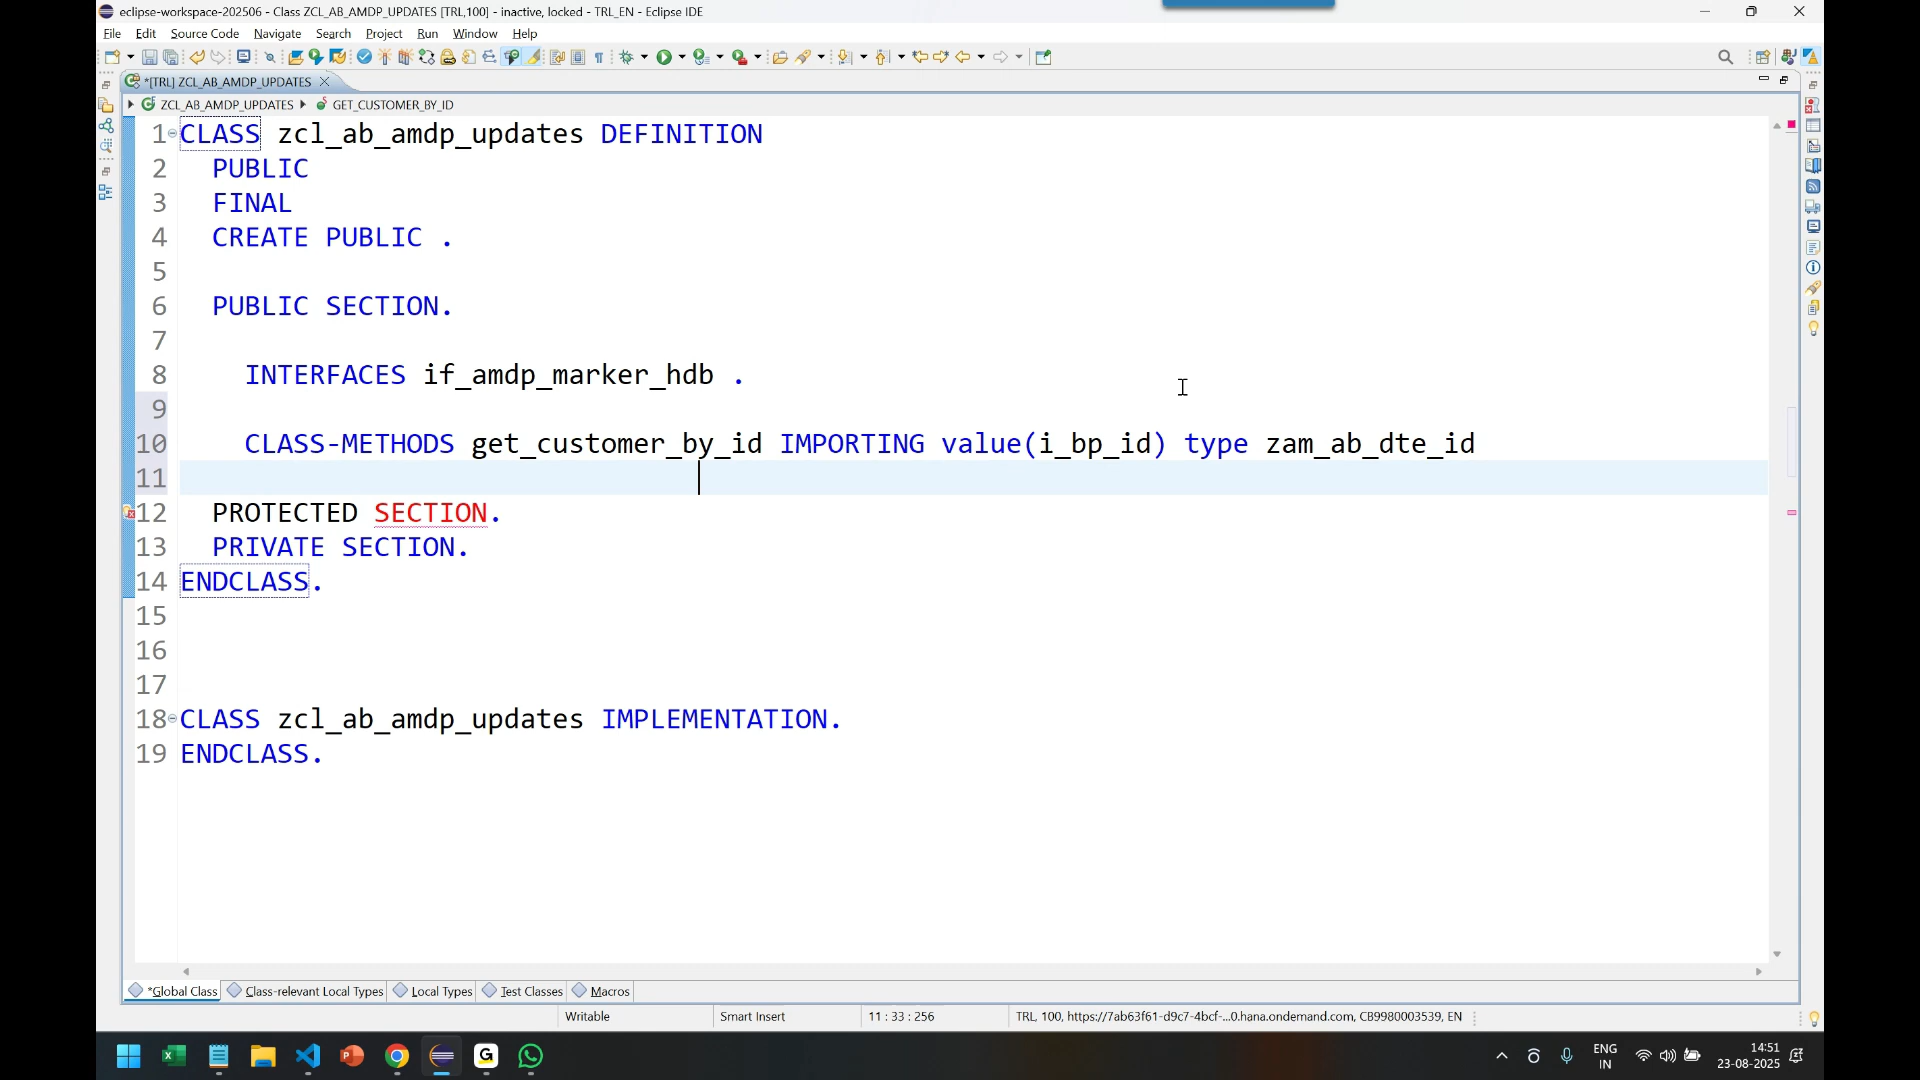 eclipse-workspace-202506 - Class ZCL_AB_AMDP_UPDATES [TRL,100] - inactive, locked - TRL_EN - Eclipse IDE
File Edit Source Code Navigate Search Project Run Window Help
*[TRL] ZCL_AB_AMDP_UPDATES
ZCL_AB_AMDP_UPDATES GET_CUSTOMER_BY_ID
1 CLASS zcl_ab_amdp_updates DEFINITION
2 PUBLIC
3 FINAL
4 CREATE PUBLIC .
5
6 PUBLIC SECTION.
7
8 INTERFACES if_amdp_marker_hdb .
9
10 CLASS-METHODS get_customer_by_id IMPORTING value(i_bp_id) type zam_ab_dte_id
11
12 PROTECTED SECTION.
13 PRIVATE SECTION.
14 ENDCLASS.
15
16
17
18 CLASS zcl_ab_amdp_updates IMPLEMENTATION.
19 ENDCLASS.
*Global Class Class-relevant Local Types Local Types Test Classes Macros
Writable Smart Insert 11 : 33 : 256 TRL, 100, https://7ab63f61-d9c7-4bcf-...0.hana.ondemand.com, CB9980003539, EN
ENG 14:51
IN 23-08-2025